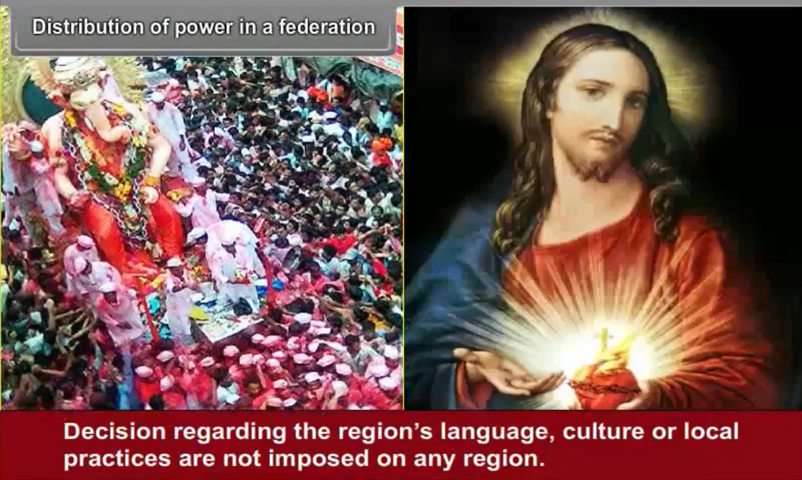 Distribution of power in a federation
Decision regarding the region's language, culture or local
practices are not imposed on any region.